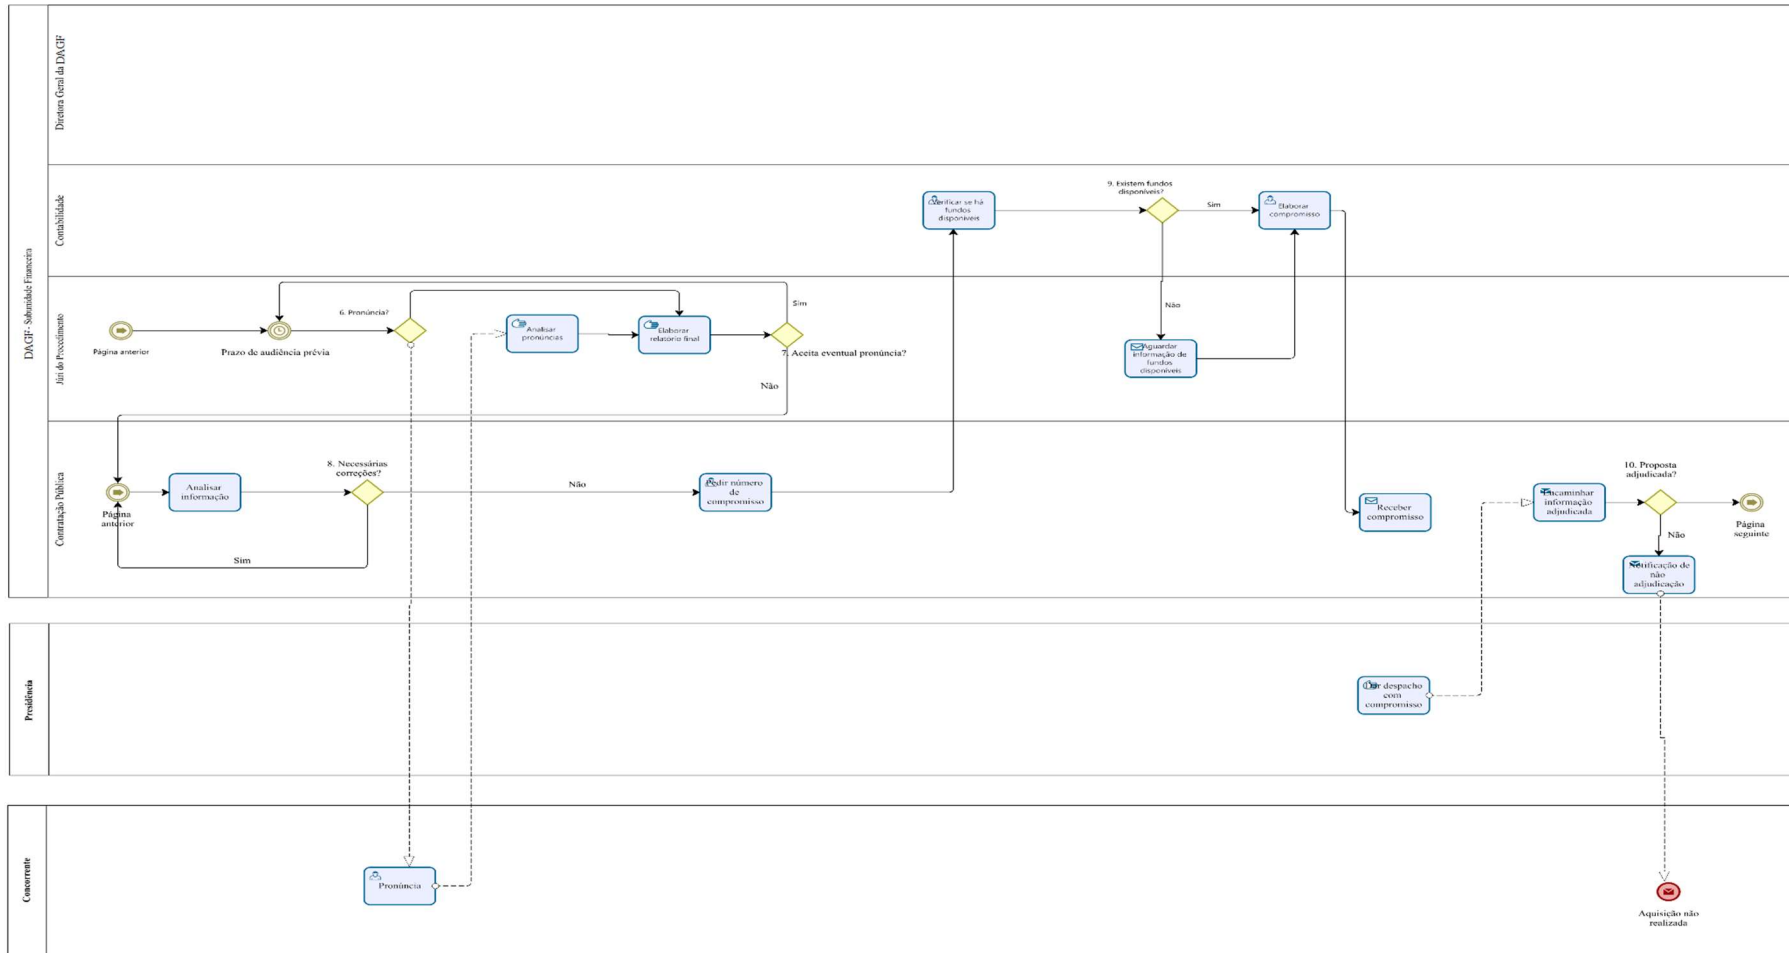 DAGF - Subunidade Financeira
Diretora Geral da DAGF
Contabilidade
Verificar se há
fundos
disponíveis
9. Existem fundos
disponíveis?
Sim
Elaborar
compromisso
Júri do Procedimento
Página anterior
Prazo de audiência prévia
6. Pronúncia?
Analisar
pronúncias
Elaborar
relatório final
Sim
7. Aceita eventual pronúncia?
Não
Não
Aguardar
informação de
fundos
disponíveis
Contratação Pública
Página
anterior
Analisar
informação
8. Necessárias
correções?
Sim
Não
Pedir número
de
compromisso
Receber
compromisso
Encaminhar
informação
adjudicada
10. Proposta
adjudicada?
Página
seguinte
Não
Notificação de
não
adjudicação
Presidência
Dar despacho
com
compromisso
Concorrente
Pronúncia
Aquisição não
realizada